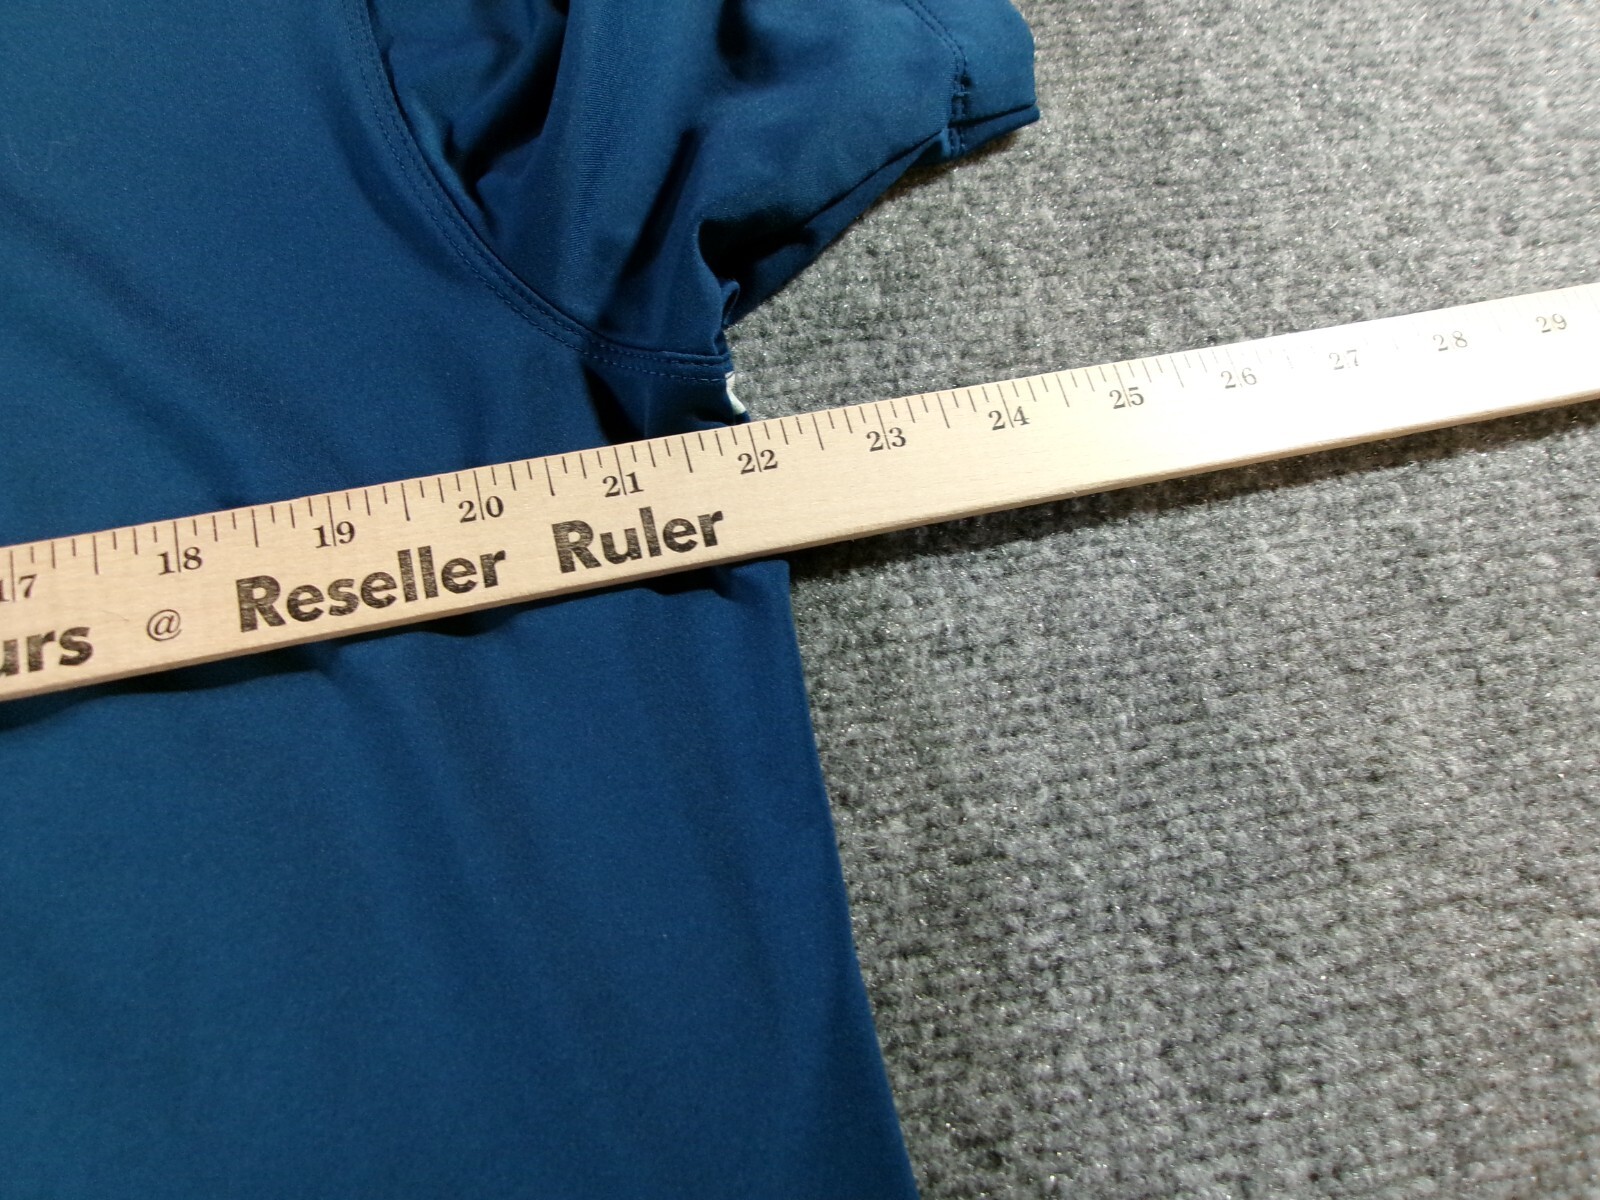 17 18 19 20 21 22 23 24 25 26 27 28 29
urs @ Reseller Ruler